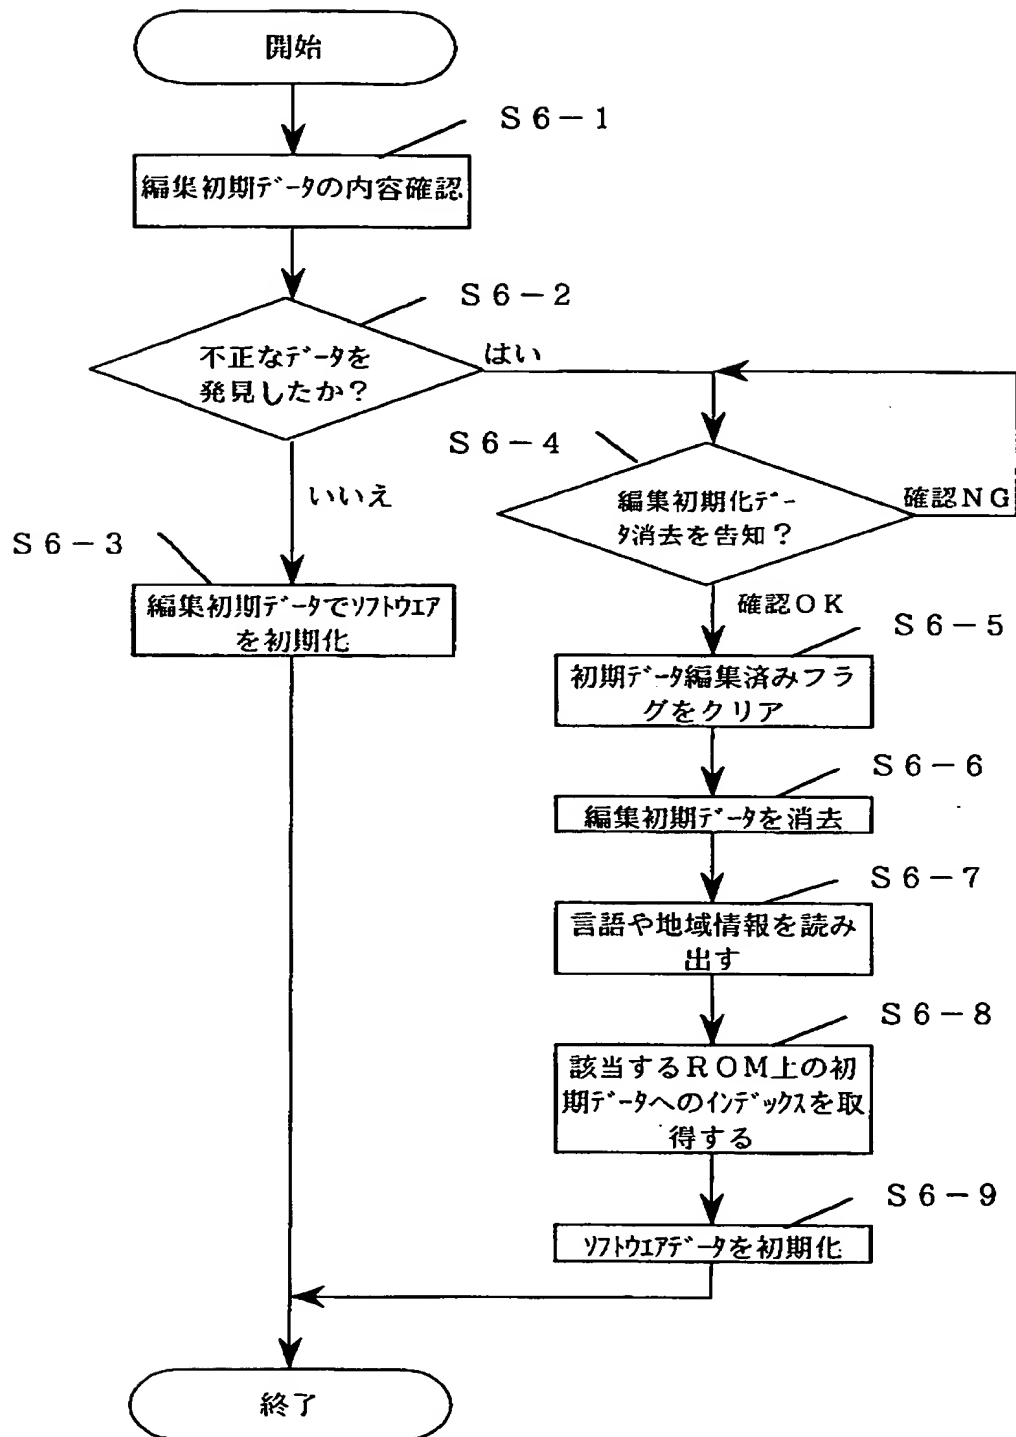 開始
S6-1
編集初期ﾃﾞｰﾀの内容確認
S6-2
不正なﾃﾞｰﾀを
発見したか?
はい
S6-4
編集初期化ﾃﾞｰ
ﾀ消去を告知?
確認NG
いいえ
S6-3
編集初期ﾃﾞｰﾀでｿﾌﾄｳｴｱ
を初期化
確認OK
S6-5
初期ﾃﾞｰﾀ編集済みフラ
グをクリア
S6-6
編集初期ﾃﾞｰﾀを消去
S6-7
言語や地域情報を読み
出す
S6-8
該当するROM上の初
期ﾃﾞｰﾀへのｲﾝﾃﾞｯｸｽを取
得する
S6-9
ｿﾌﾄｳｴｱﾃﾞｰﾀを初期化
終了